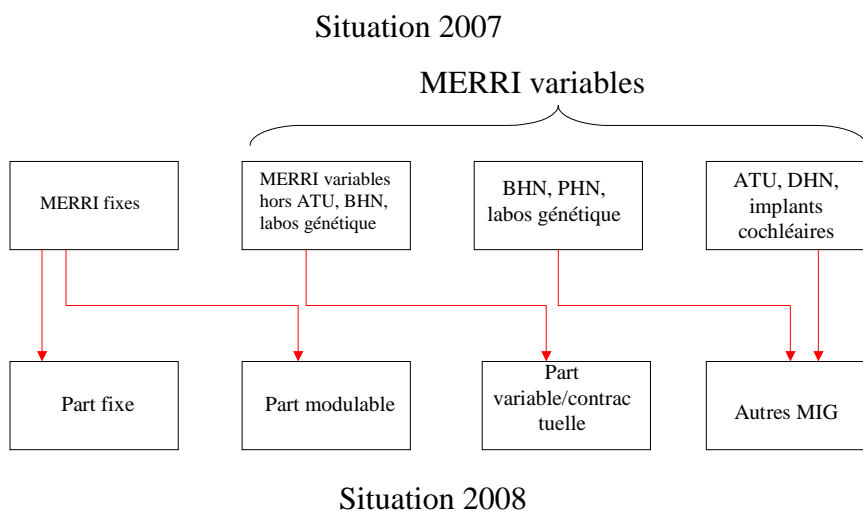 Situation 2007
MERRI variables
MERRI fixes
MERRI variables
hors ATU, BHN,
labos génétique
BHN, PHN,
labos génétique
ATU, DHN,
implants
cochléaires
Part fixe
Part modulable
Part
variable/contrac
tuelle
Autres MIG
Situation 2008